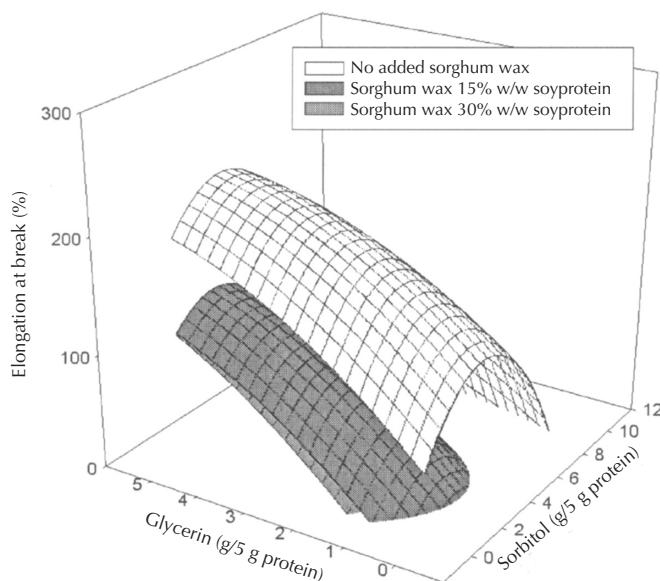 No added sorghum wax
Sorghum wax 15% w/w soyprotein
Sorghum wax 30% w/w soyprotein
Elongation at break (%)
300
200
100
0
5
4
3
2
1
0
Glycerin (g/5 g protein)
0
2
4
6
8
10
12
Sorbitol (g/5 g protein)